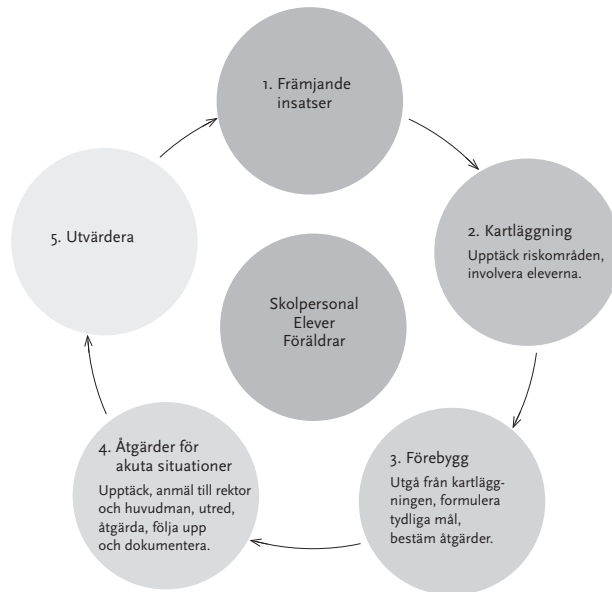 1. Främjande
insatser
2. Kartläggning
Upptäck riskområden,
involvera eleverna.
3. Förebygg
Utgå från kartlägg-
ningen, formulera
tydliga mål,
bestäm åtgärder.
4. Åtgärder för
akuta situationer
Upptäck, anmäl till rektor
och huvudman, utred,
åtgärda, följa upp
och dokumentera.
5. Utvärdera
Skolpersonal
Elever
Föräldrar